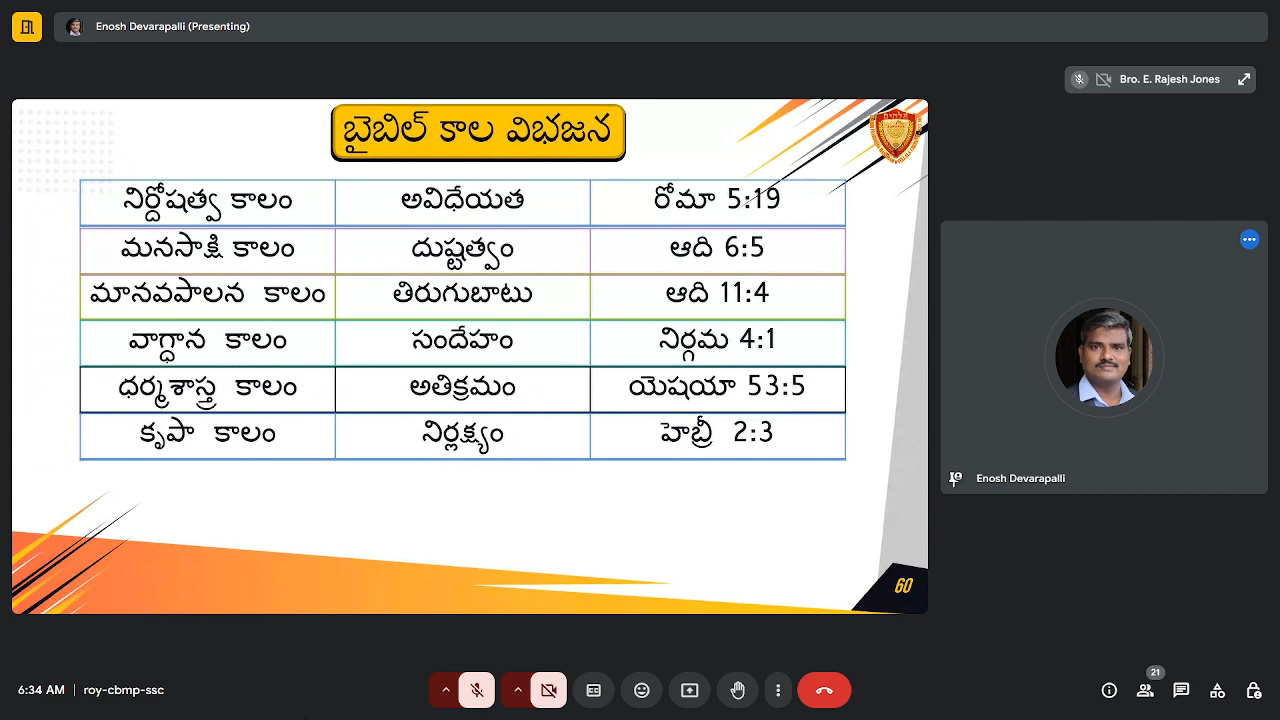 Enosh Devarapalli (Presenting)
Bro. E. Rajesh Jones
బైబిల్ కాల విభజన
నిర్దోషత్వ కాలం అవిధేయత రోమా 5:19
మనసాక్షి కాలం దుష్టత్వం ఆది 6:5
మానవపాలన కాలం తిరుగుబాటు ఆది 11:4
వాగ్ధాన కాలం సందేహం నిర్గమ 4:1
ధర్మశాస్త్ర కాలం అతిక్రమం యెషయా 53:5
కృపా కాలం నిర్లక్ష్యం హెబ్రీ 2:3
Enosh Devarapalli
60
6:34 AM | roy-cbmp-ssc
21